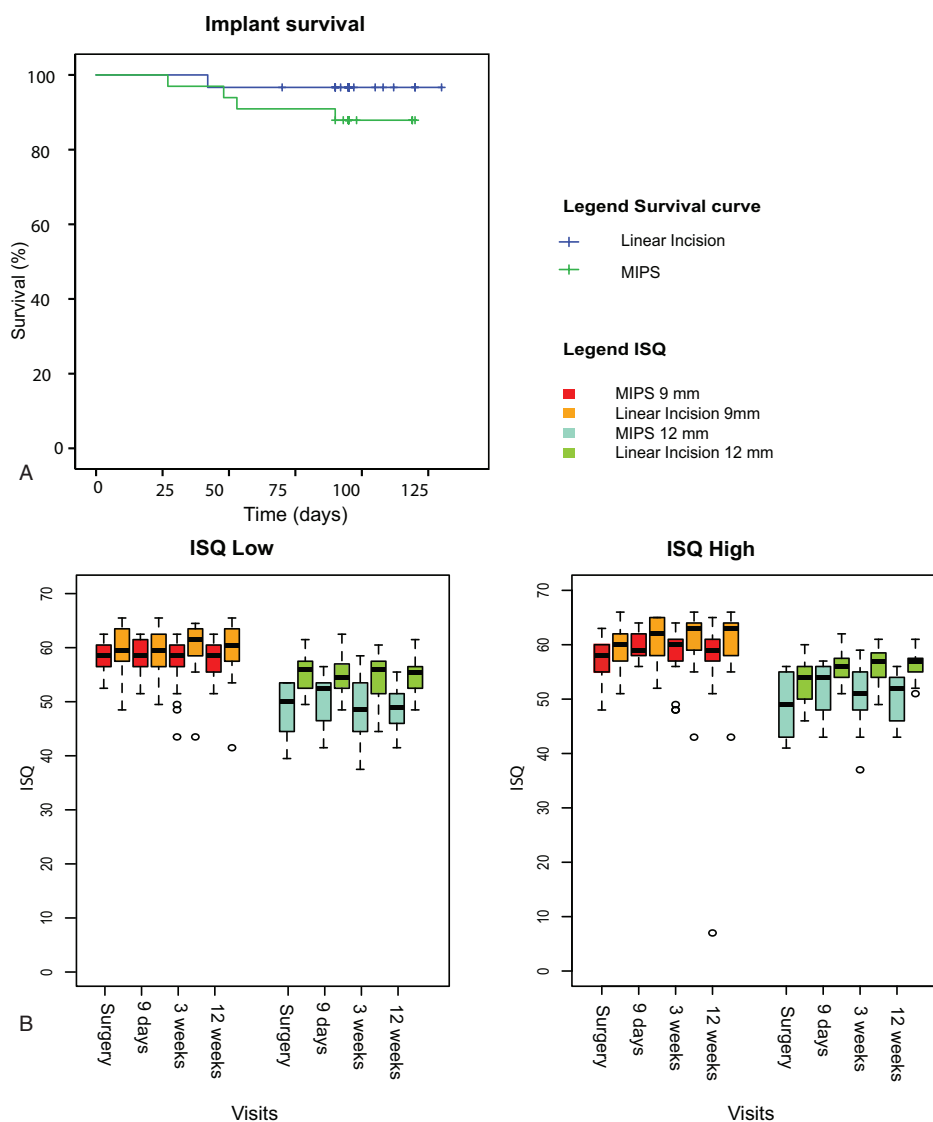 Implant survival
100
80
60
40
20
0
Survival (%)
A
0 25 50 75 100 125
Time (days)
Legend Survival curve
Linear Incision
MIPS
Legend ISQ
MIPS 9 mm
Linear Incision 9mm
MIPS 12 mm
Linear Incision 12 mm
ISQ Low
70
60
50
40
30
20
10
0
ISQ
B
Surgery 9 days 3 weeks 12 weeks Surgery 9 days 3 weeks 12 weeks
Visits
ISQ High
70
60
50
40
30
20
10
0
ISQ
Surgery 9 days 3 weeks 12 weeks Surgery 9 days 3 weeks 12 weeks
Visits